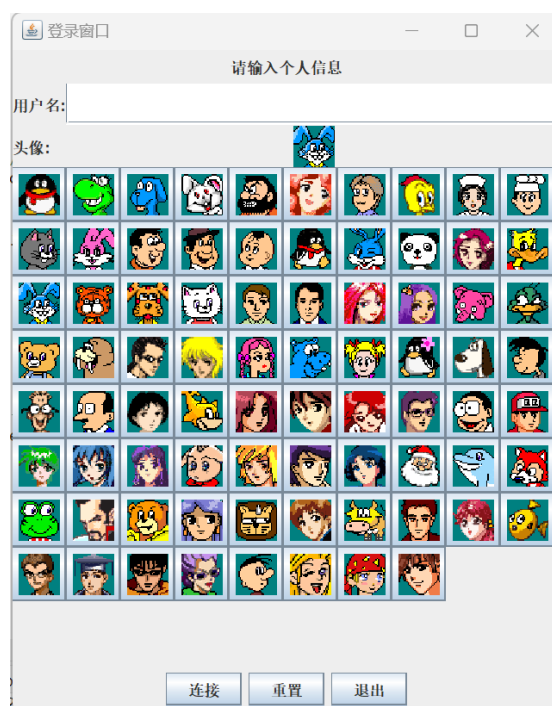 登录窗口
请输入个人信息
用户名:
头像:
连接 重置 退出